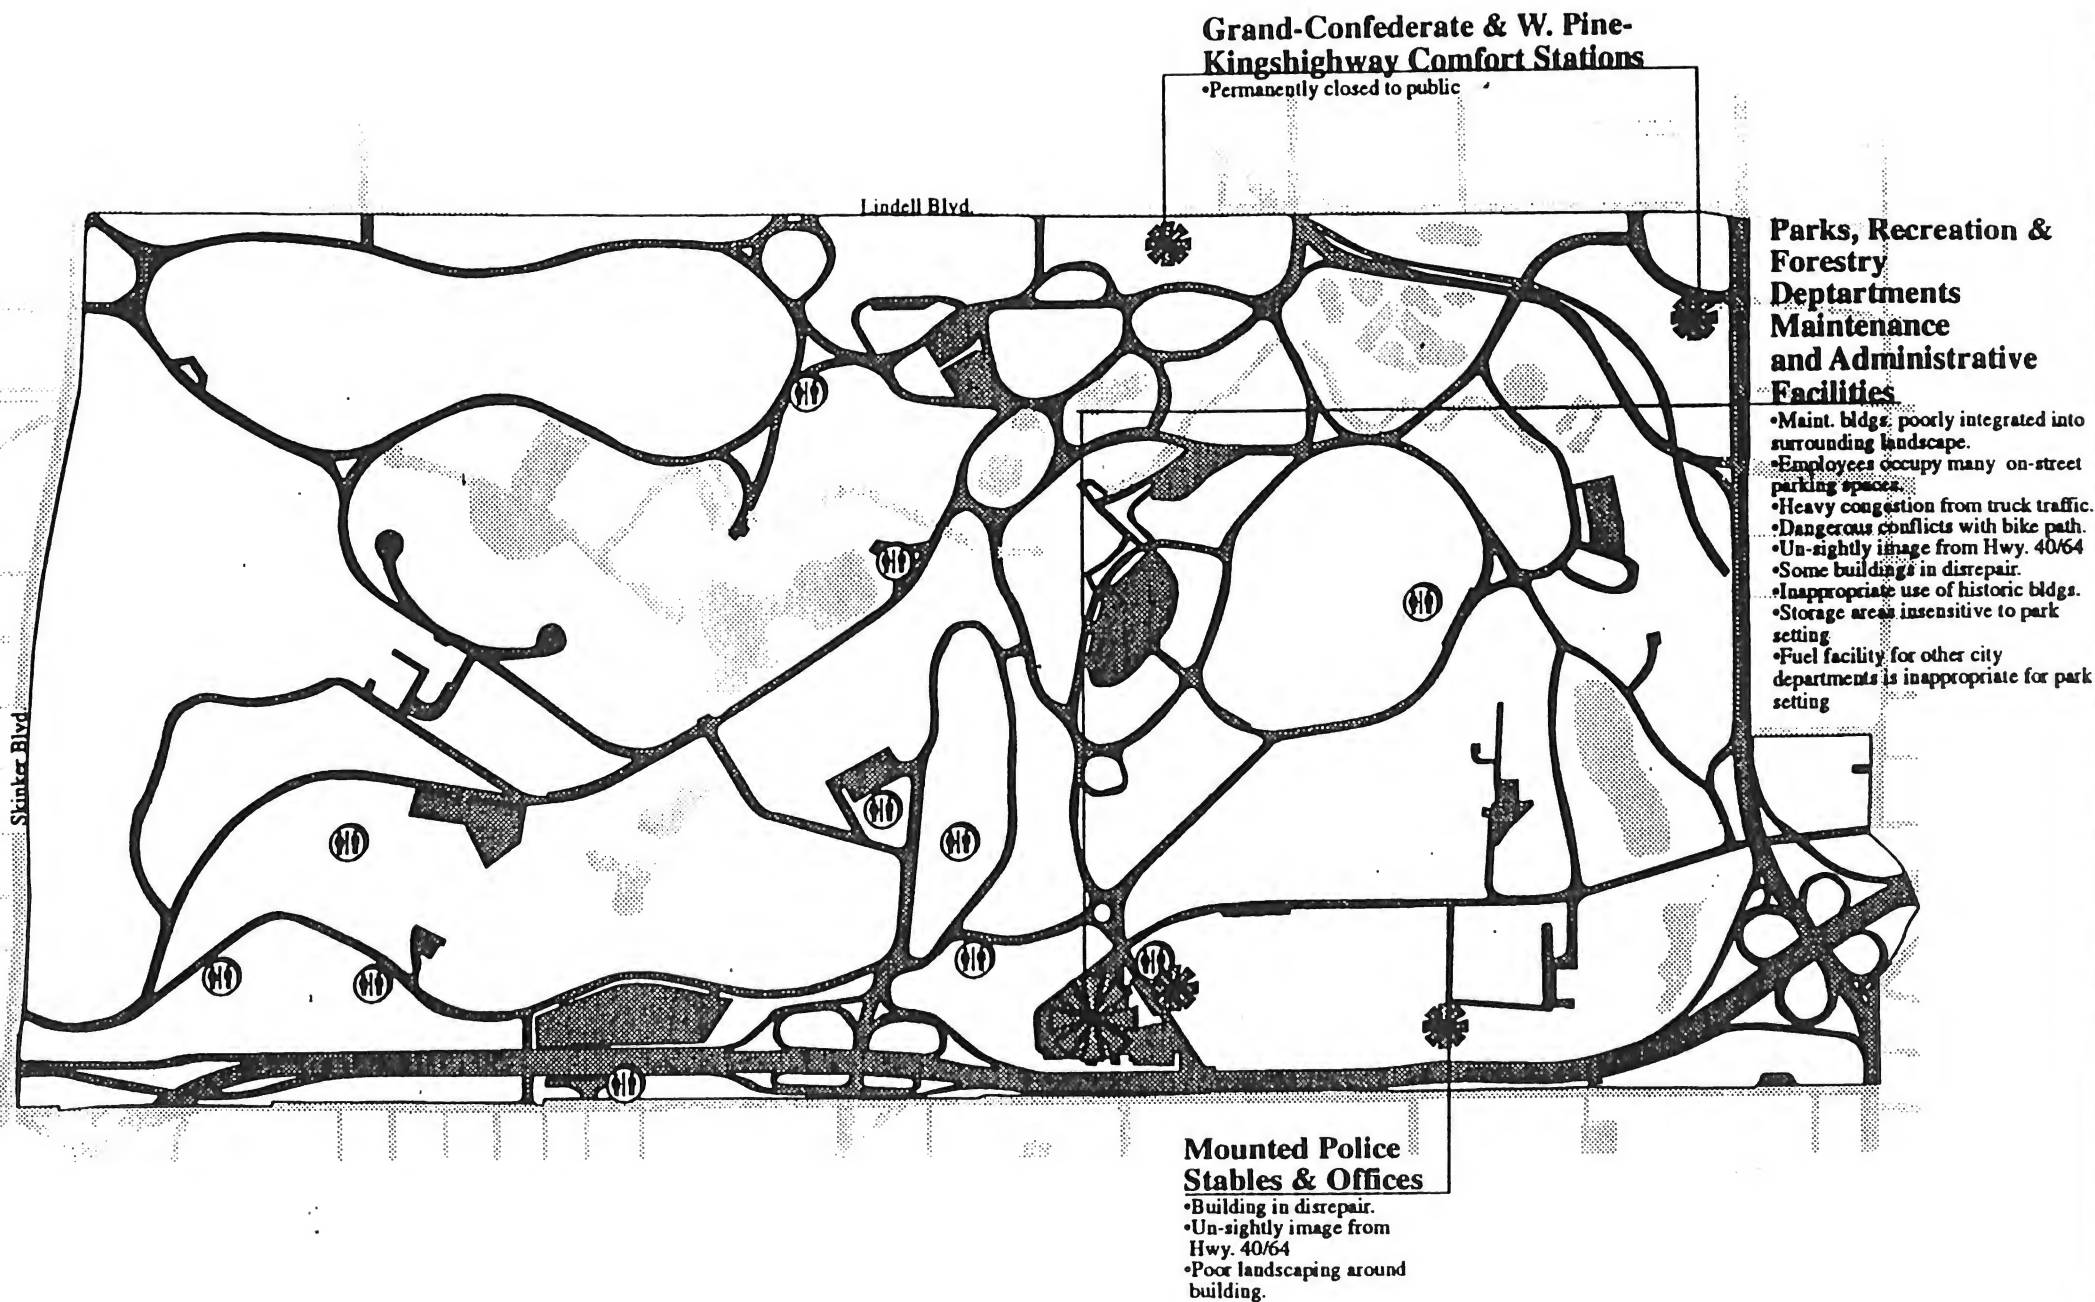 Grand-Confederate & W. Pine-
Kingshighway Comfort Stations
•Permanently closed to public
Lindell Blvd.
Parks, Recreation &
Forestry
Deptartments
Maintenance
and Administrative
Facilities
•Maint. bldgs. poorly integrated into
surrounding landscape.
•Employees occupy many on-street
parking spaces.
•Heavy congestion from truck traffic.
•Dangerous conflicts with bike path.
•Un-sightly image from Hwy. 40/64
•Some buildings in disrepair.
•Inappropriate use of historic bldgs.
•Storage areas insensitive to park
setting
•Fuel facility for other city
departments is inappropriate for park
setting
Skinker Blvd
Mounted Police
Stables & Offices
•Building in disrepair.
•Un-sightly image from
Hwy. 40/64
•Poor landscaping around
building.